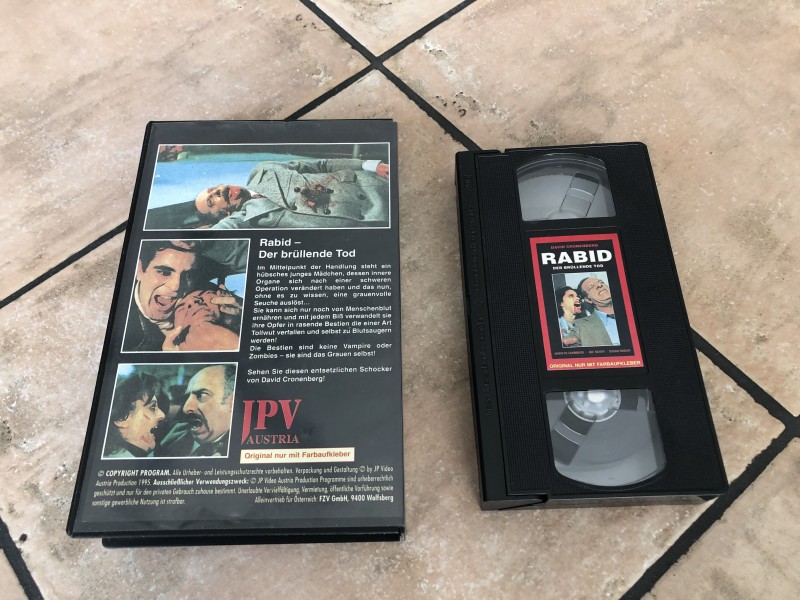 Rabid –
Der brüllende Tod
Im Mittelpunkt der Handlung steht ein
hübsches junges Mädchen, dessen innere
Organe sich nach einer schweren
Operation verändert haben und das nun,
ohne es zu wissen, eine grauenvolle
Seuche auslöst...
Sie kann sich nur noch von Menschenblut
ernähren und mit jedem Biß verwandelt sie
ihre Opfer in rasende Bestien die einer Art
Tollwut verfallen und selbst zu Blutsaugern
werden!
Die Bestien sind keine Vampire oder
Zombies – sie sind das Grauen selbst!
Sehen Sie diesen entsetzlichen Schocker
von David Cronenberg!
JPV
AUSTRIA
Original nur mit Farbaufkleber
© COPYRIGHT PROGRAM. Alle Urheber- und Leistungsschutzrechte vorbehalten. Verpackung und Gestaltung © by JP Video
Austria Production 1995. Ausschließlicher Verwendungszweck: © JP Video Austria Production Programme sind urheberrechtlich
geschützt und nur für den privaten Gebrauch zuhause bestimmt. Unerlaubte Vervielfältigung, Vermietung, öffentliche Vorführung sowie
sonstige gewerbliche Nutzung ist strafbar.
Alleinvertrieb für Österreich: FZV GmbH, 9400 Wolfsberg
DAVID CRONENBERG
RABID
DER BRÜLLENDE TOD
ORIGINAL NUR MIT FARBAUFKLEBER